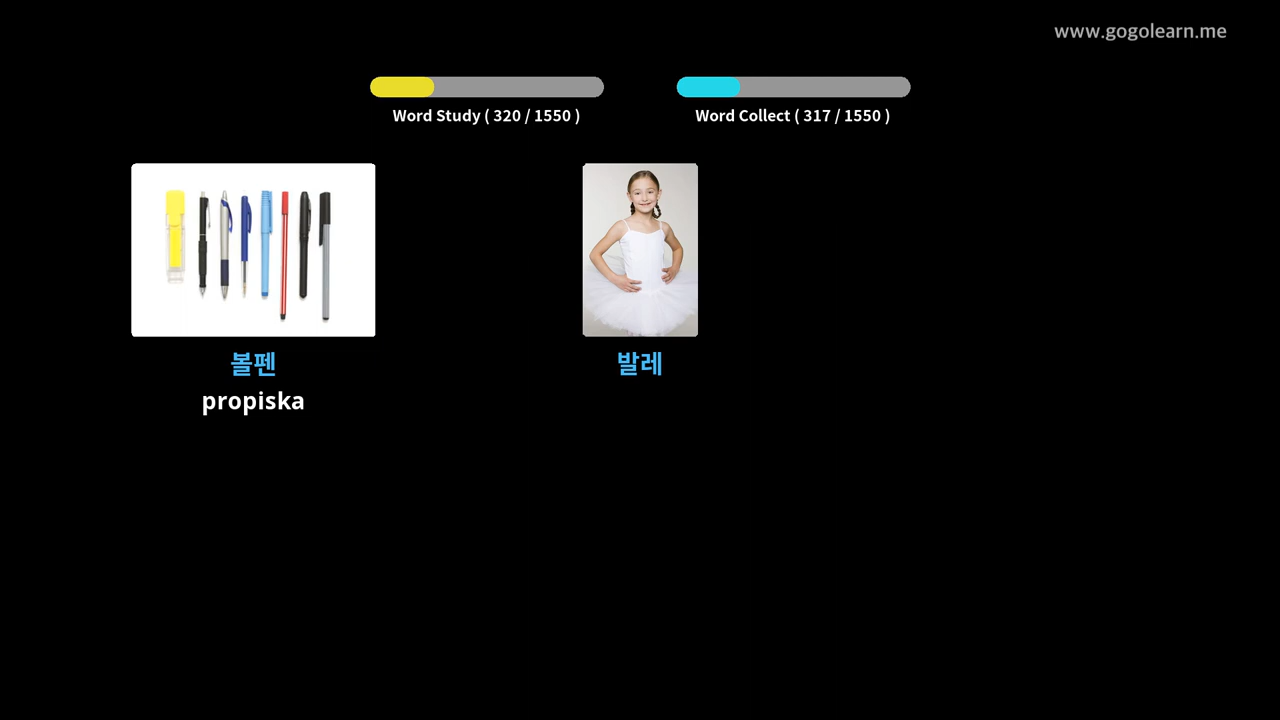 www.gogolearn.me
Word Study ( 320 / 1550 )
Word Collect ( 317 / 1550 )
볼펜
propiska
발레